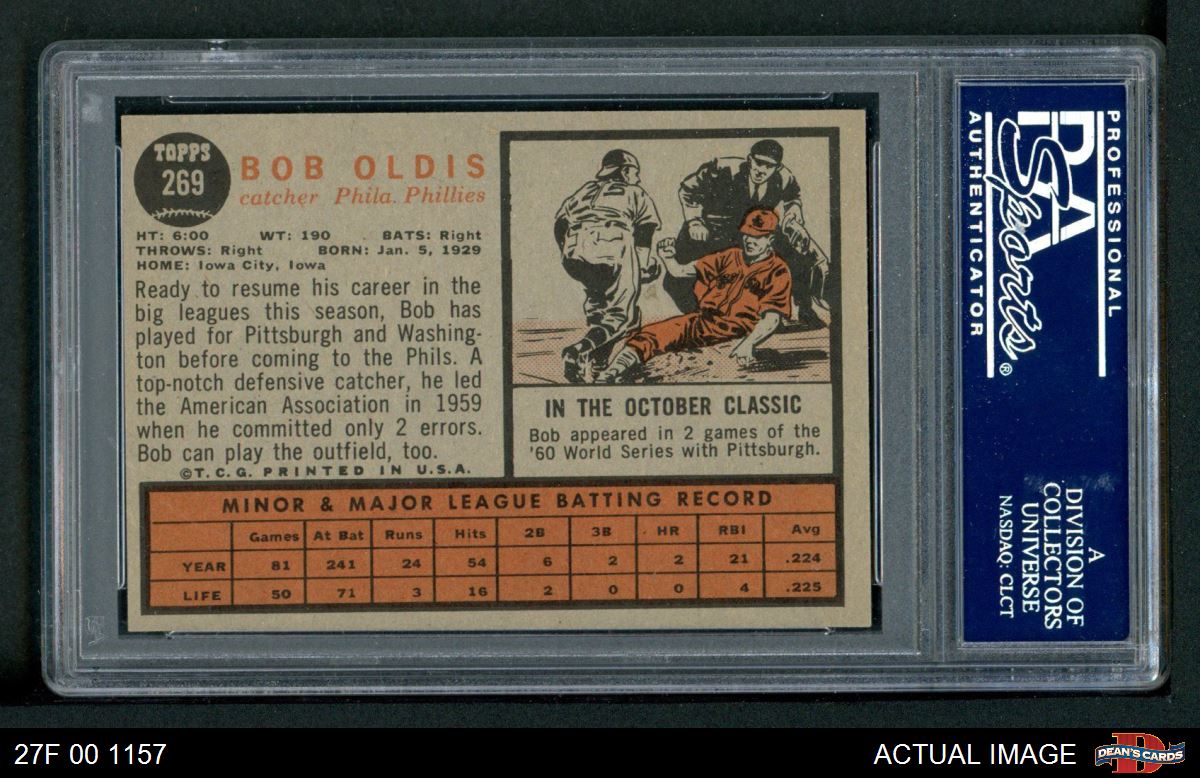 TOPPS
269
BOB OLDIS
catcher Phila. Phillies
HT: 6:00 WT: 190 BATS: Right
THROWS: Right BORN: Jan. 5, 1929
HOME: Iowa City, Iowa
Ready to resume his career in the
big leagues this season, Bob has
played for Pittsburgh and Washing-
ton before coming to the Phils. A
top-notch defensive catcher, he led
the American Association in 1959
when he committed only 2 errors.
Bob can play the outfield, too.
©T.C.G. PRINTED IN U.S.A.
IN THE OCTOBER CLASSIC
Bob appeared in 2 games of the
'60 World Series with Pittsburgh.
MINOR & MAJOR LEAGUE BATTING RECORD
Games At Bat Runs Hits 2B 3B HR RBI Avg
YEAR 81 241 24 54 6 2 2 21 .224
LIFE 50 71 3 16 2 0 0 4 .225
PROFESSIONAL
PSA
Sports®
AUTHENTICATOR
A
DIVISION OF
COLLECTORS
UNIVERSE
NASDAQ: CLCT
27F 00 1157
ACTUAL IMAGE
DEAN'S CARDS